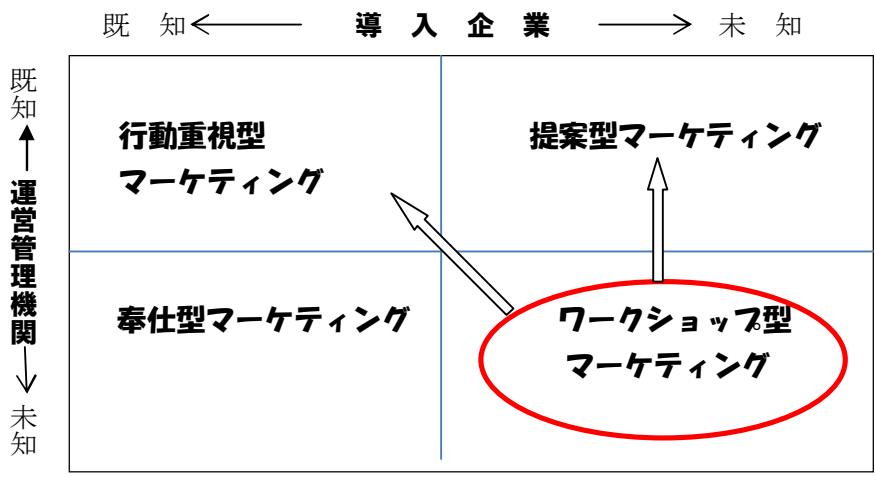 既 知 導 入 企 業 未 知
既知
運営管理機関
未知
行動重視型
マーケティング
提案型マーケティング
奉仕型マーケティング
ワークショップ型
マーケティング